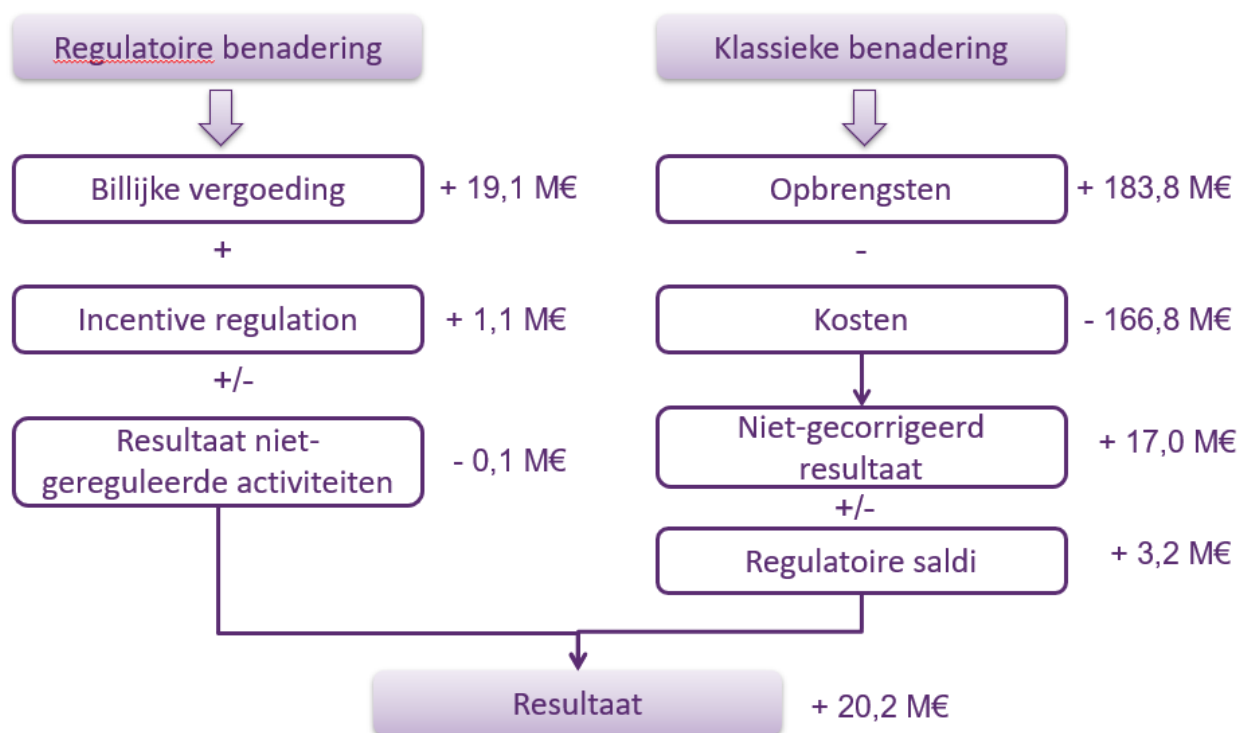 Regulatoire benadering
Klassieke benadering
Billijke vergoeding
+ 19,1 M€
Opbrengsten
+ 183,8 M€
+
-
Incentive regulation
+ 1,1 M€
Kosten
- 166,8 M€
+/-
Resultaat niet-
gereguleerde activiteiten
- 0,1 M€
Niet-gecorrigeerd
resultaat
+ 17,0 M€
+/-
Regulatoire saldi
+ 3,2 M€
Resultaat
+ 20,2 M€